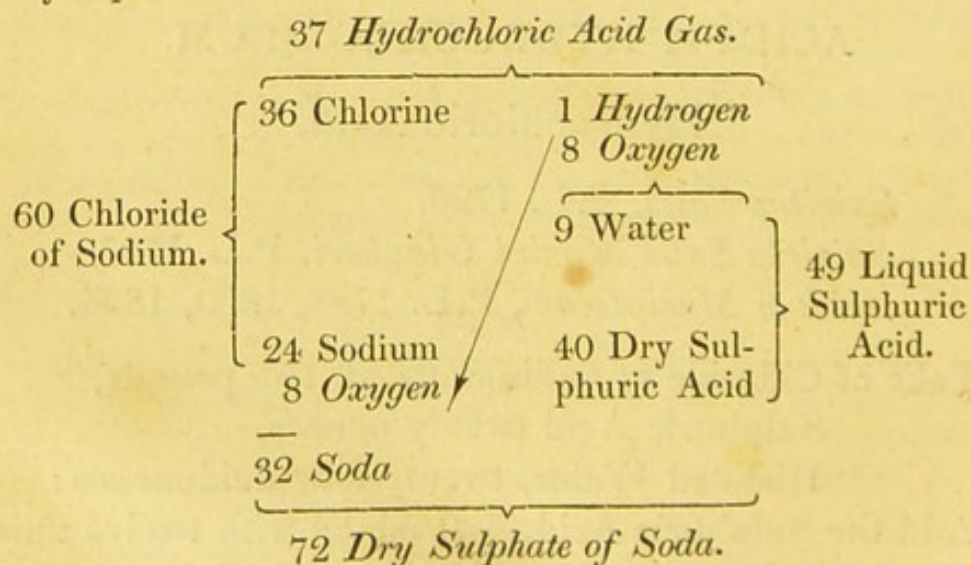 37 Hydrochloric Acid Gas.
36 Chlorine 1 Hydrogen
8 Oxygen
60 Chloride
of Sodium.
9 Water
49 Liquid
Sulphuric
Acid.
24 Sodium 40 Dry Sul-
8 Oxygen phuric Acid
32 Soda
72 Dry Sulphate of Soda.